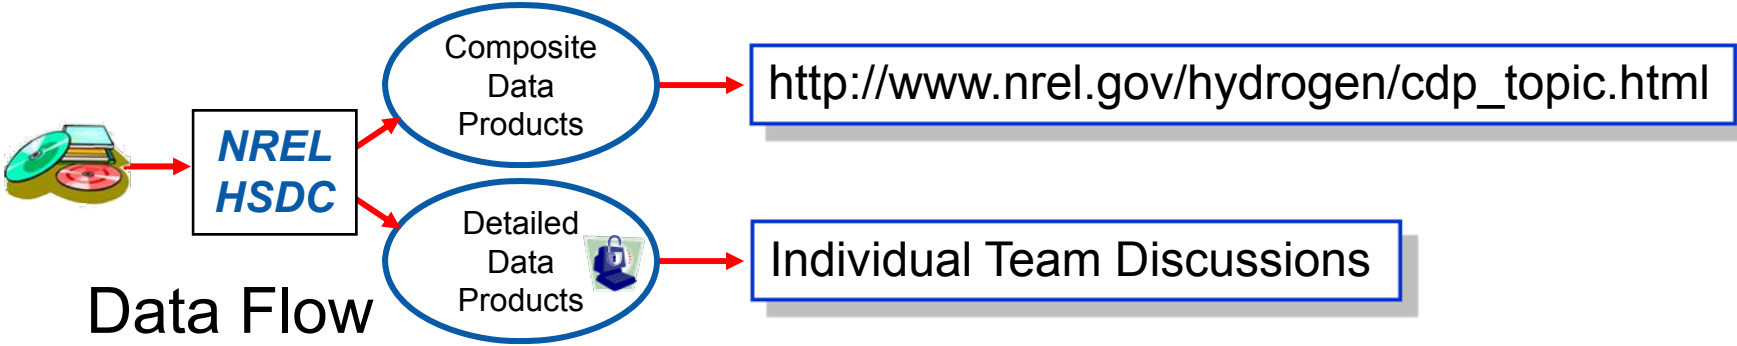 Composite
Data
Products
http://www.nrel.gov/hydrogen/cdp_topic.html
NREL
HSDC
Detailed
Data
Products
Individual Team Discussions
Data Flow